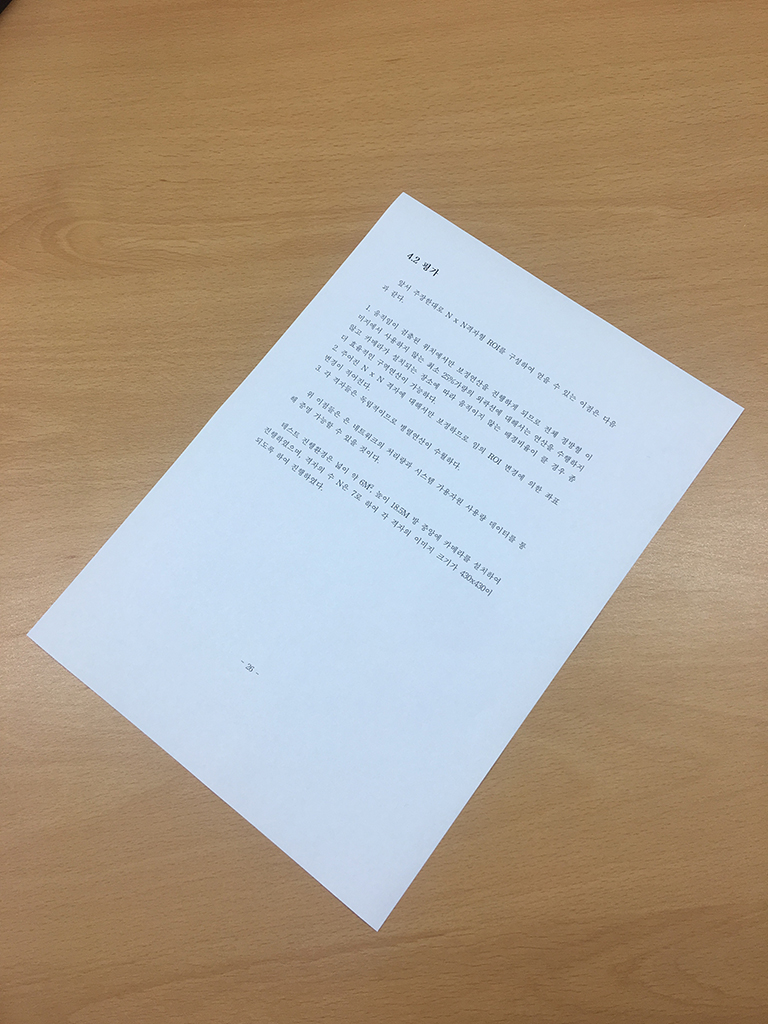 4.2 평가
앞서 주장한대로 N x N격자형 ROI를 구성하여 얻을 수 있는 이점은 다음
과 같다.
1. 움직임이 검출된 위치에서만 보정연산을 진행하게 되므로 전체 정방형 이
미지에서 사용하지 않는 최소 25%가량의 외곽선에 대해서는 연산을 수행하지
않고 카메라가 설치되는 장소에 따라 움직이지 않는 배경비율이 클 경우 좀
더 효율적인 구역연산이 가능하다.
2. 주어진 N x N 격자에 대해서만 보정하므로 임의 ROI 변경에 의한 좌표
변경이 적어진다.
3. 각 격자들은 독립적이므로 병렬연산이 수월하다.
위 이점들은 은 네트워크의 처리량과 시스템 가용자원 사용량 데이터를 통
해 증명 가능할 수 있을 것이다.
테스트 진행환경은 넓이 약 6M², 높이 1.85M 방 중앙에 카메라를 설치하여
진행하였으며, 격자의 수 N은 7로 하여 각 격자의 이미지 크기가 430x430이
되도록 하여 진행하였다.
- 26 -